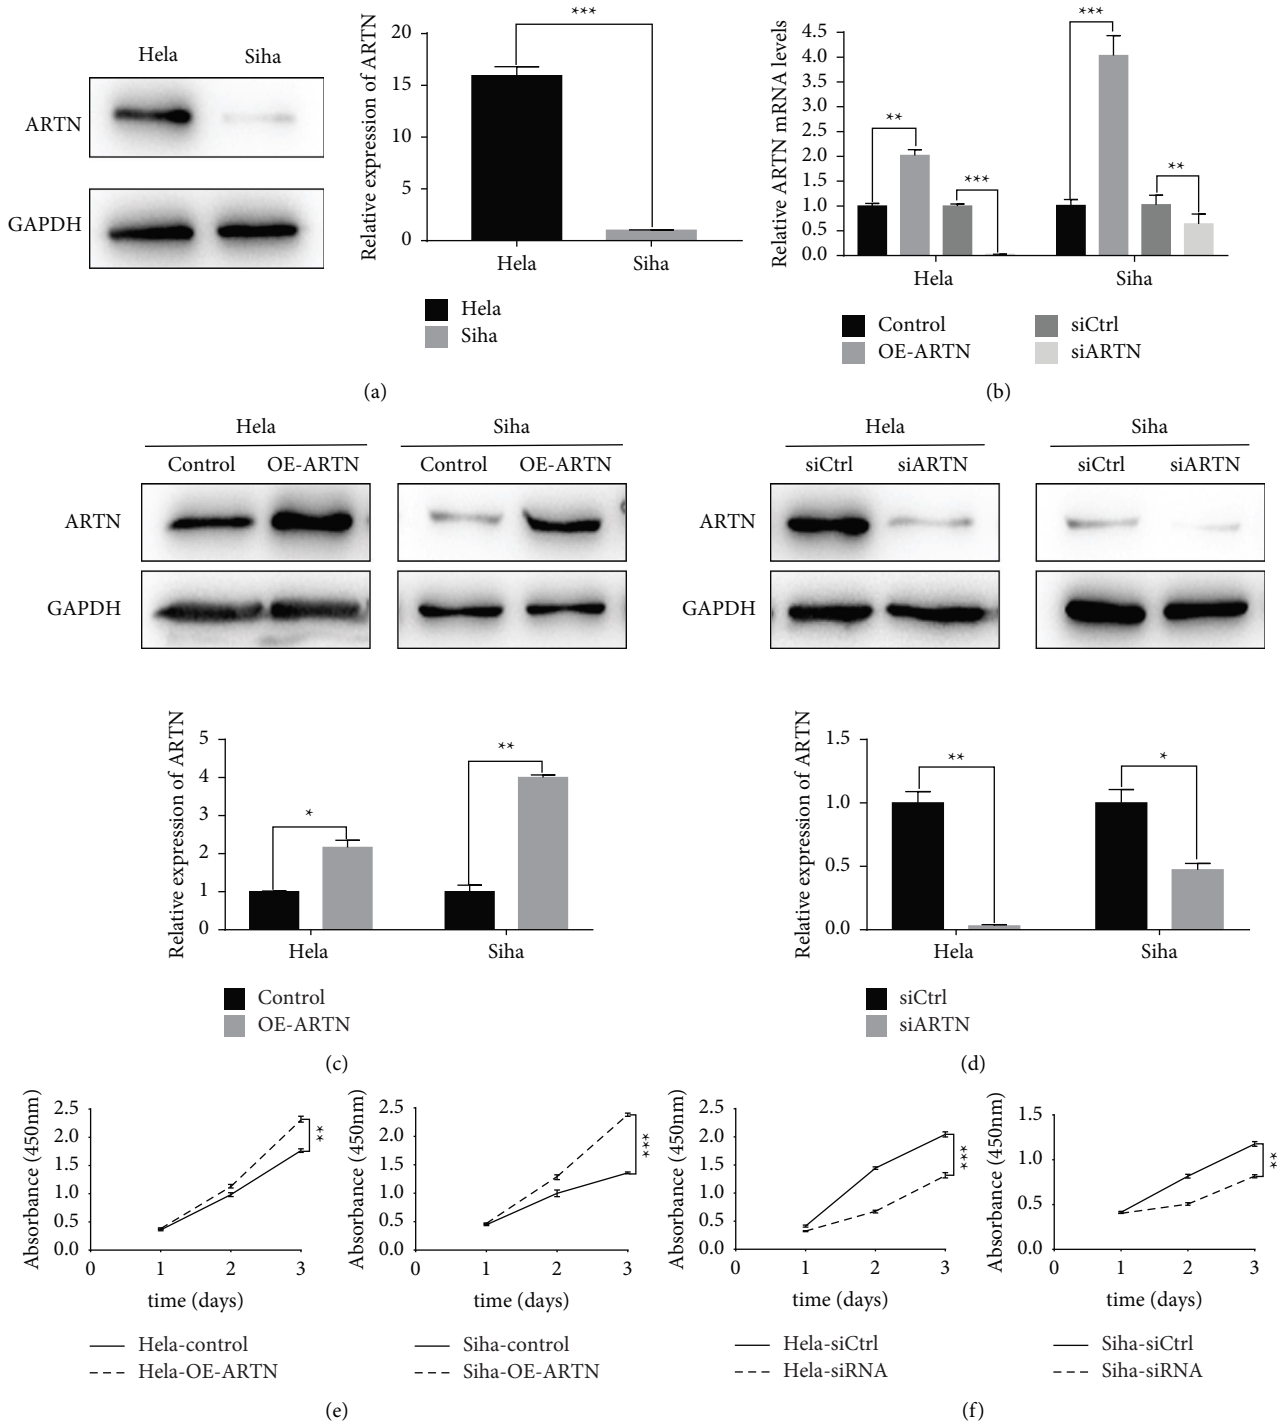 Hela Siha
ARTN
GAPDH
Relative expression of ARTN
20
15
10
5
0
***
Hela Siha
Hela
Siha
(a)
Relative ARTN mRNA levels
4.5
4.0
3.5
3.0
2.5
2.0
1.5
1.0
0.5
0.0
** *** *** **
Hela Siha
Control siCtrl
OE-ARTN siARTN
(b)
Hela Siha
Control OE-ARTN Control OE-ARTN
ARTN
GAPDH
Relative expression of ARTN
5
4
3
2
1
0
* **
Hela Siha
Control
OE-ARTN
(c)
Hela Siha
siCtrl siARTN siCtrl siARTN
ARTN
GAPDH
Relative expression of ARTN
1.5
1.0
0.5
0.0
** *
Hela Siha
siCtrl
siARTN
(d)
Absorbance (450nm)
2.5
2.0
1.5
1.0
0.5
0.0
**
0 1 2 3
time (days)
Hela-control
Hela-OE-ARTN
Absorbance (450nm)
2.5
2.0
1.5
1.0
0.5
0.0
***
0 1 2 3
time (days)
Siha-control
Siha-OE-ARTN
(e)
Absorbance (450nm)
2.5
2.0
1.5
1.0
0.5
0.0
***
0 1 2 3
time (days)
Hela-siCtrl
Hela-siRNA
Absorbance (450nm)
1.5
1.0
0.5
1.0
**
0 1 2 3
time (days)
Siha-siCtrl
Siha-siRNA
(f)